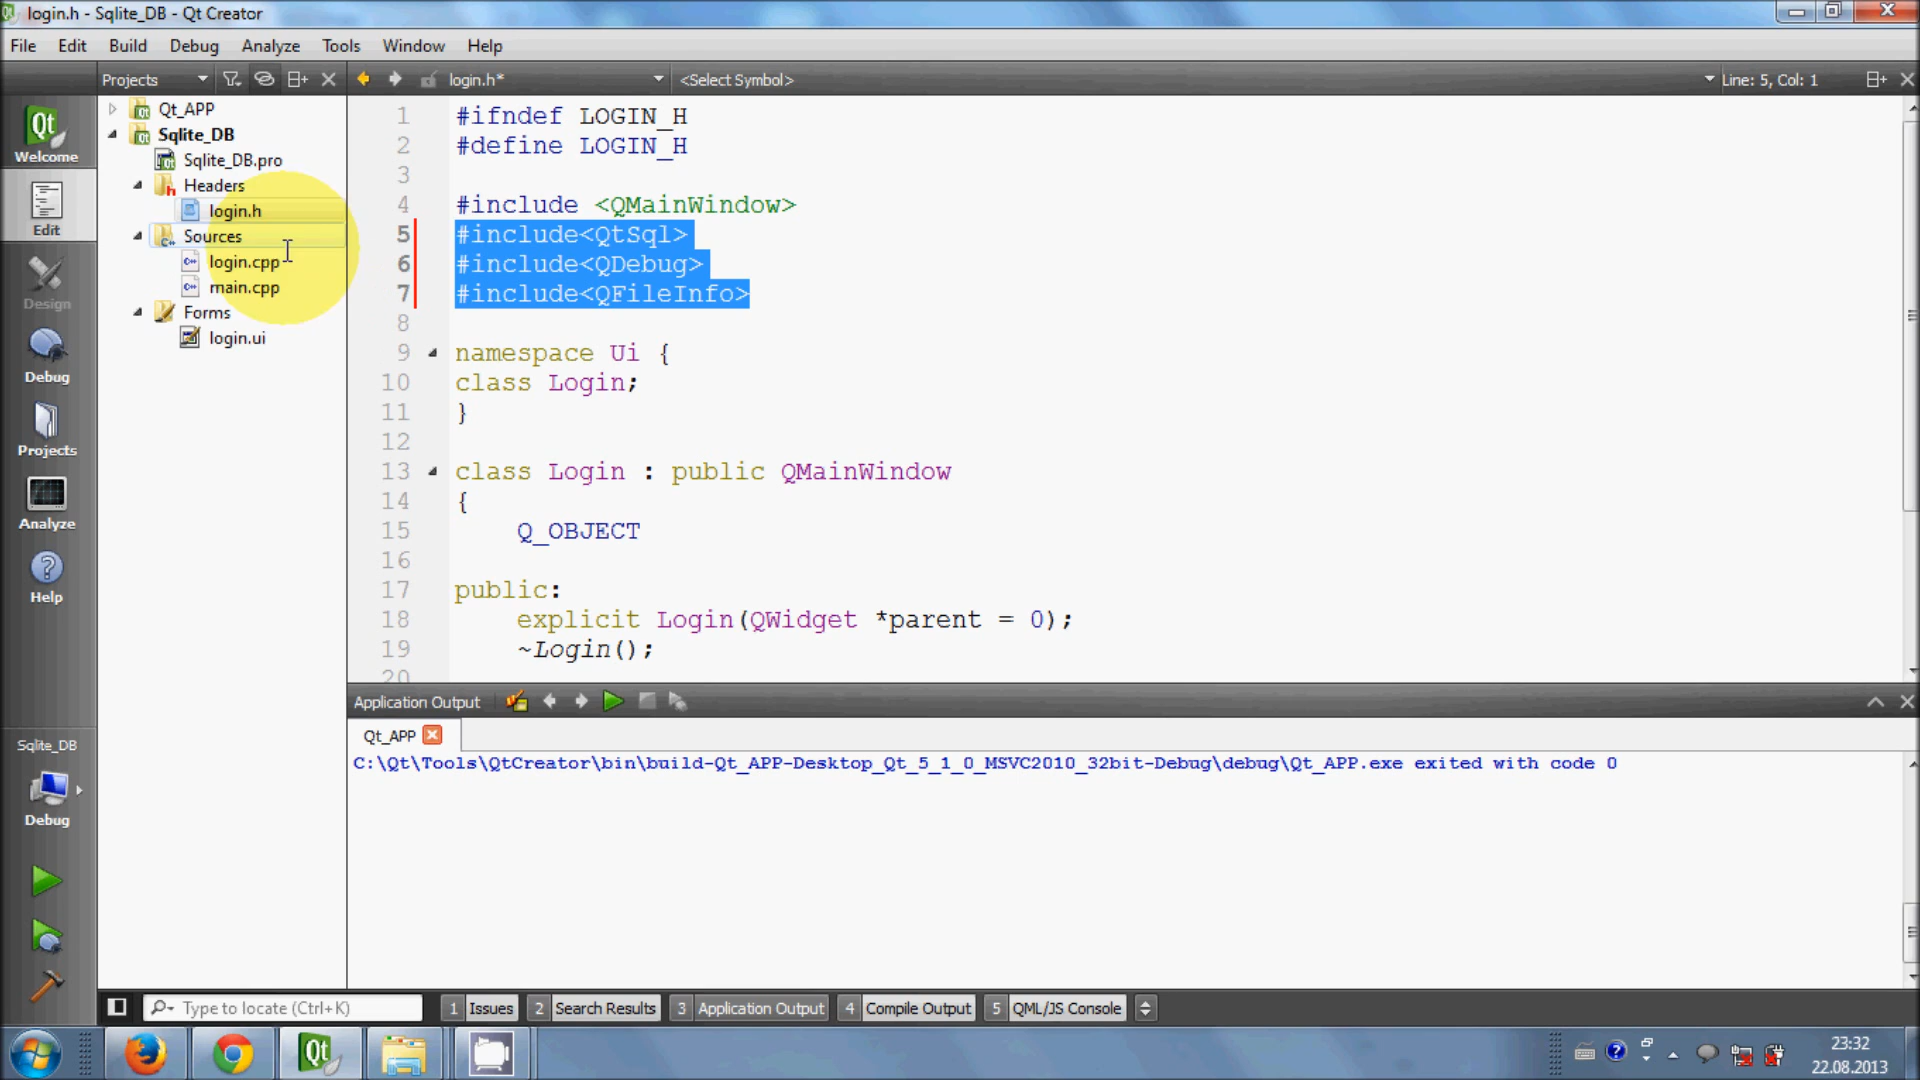 login.h - Sqlite_DB - Qt Creator
File Edit Build Debug Analyze Tools Window Help
Projects login.h* <Select Symbol> Line: 5, Col: 1
Qt Welcome
Edit
Design
Debug
Projects
Analyze
Help
Qt_APP
Sqlite_DB
Sqlite_DB.pro
Headers
login.h
Sources
login.cpp
main.cpp
Forms
login.ui
1 #ifndef LOGIN_H
2 #define LOGIN_H
3
4 #include <QMainWindow>
5 #include<QtSql>
6 #include<QDebug>
7 #include<QFileInfo>
8
9 namespace Ui {
10 class Login;
11 }
12
13 class Login : public QMainWindow
14 {
15 Q_OBJECT
16
17 public:
18 explicit Login(QWidget *parent = 0);
19 ~Login();
20
Application Output
Qt_APP
C:\Qt\Tools\QtCreator\bin\build-Qt_APP-Desktop_Qt_5_1_0_MSVC2010_32bit-Debug\debug\Qt_APP.exe exited with code 0
Sqlite_DB
Debug
Type to locate (Ctrl+K) 1 Issues 2 Search Results 3 Application Output 4 Compile Output 5 QML/JS Console
Qt
23:32
22.08.2013